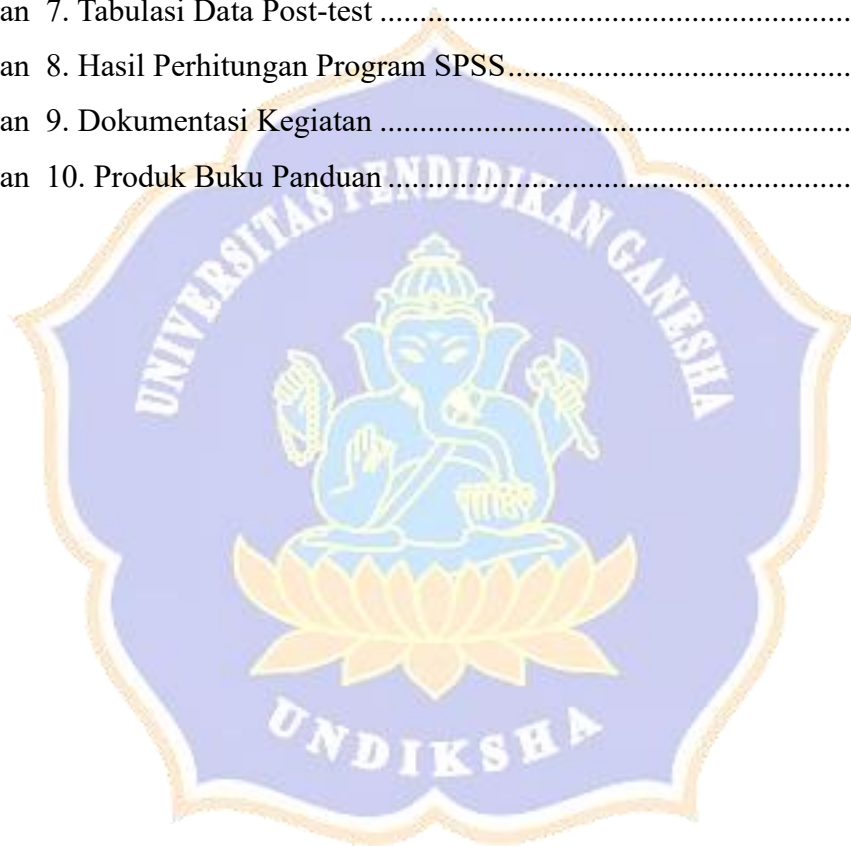 an 7. Tabulasi Data Post-test ....................................................
an 8. Hasil Perhitungan Program SPSS....................................
an 9. Dokumentasi Kegiatan ....................................................
an 10. Produk Buku Panduan ...................................................
UNIVERSITAS PENDIDIKAN GANESHA
UNDIKSHA